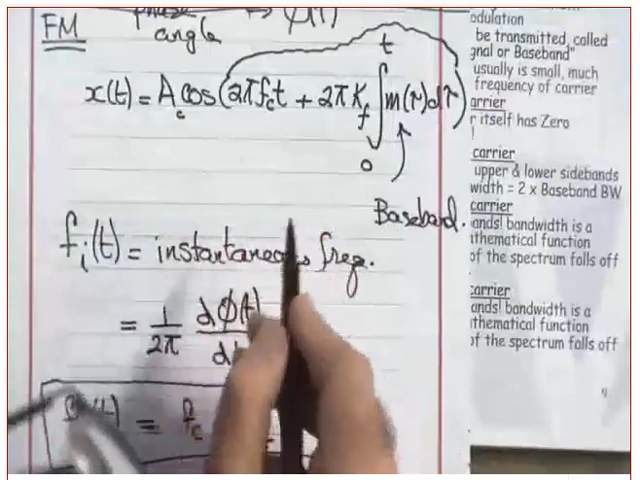 phase → φ(t)
FM
angle
x(t) = A_c cos(2πf_c t + 2πK_f ∫_0^t m(τ)dτ)
Baseband.
f_i(t) = instantaneous freq.
= 1/2π dφ(t)/d
(t) = f_c
odulation
be transmitted, called
gnal or Baseband"
usually is small, much
frequency of carrier
arrier
r itself has Zero
!
carrier
upper & lower sidebands
width = 2 x Baseband BW
carrier
ands! bandwidth is a
thematical function
of the spectrum falls off
carrier
ands! bandwidth is a
thematical function
of the spectrum falls off